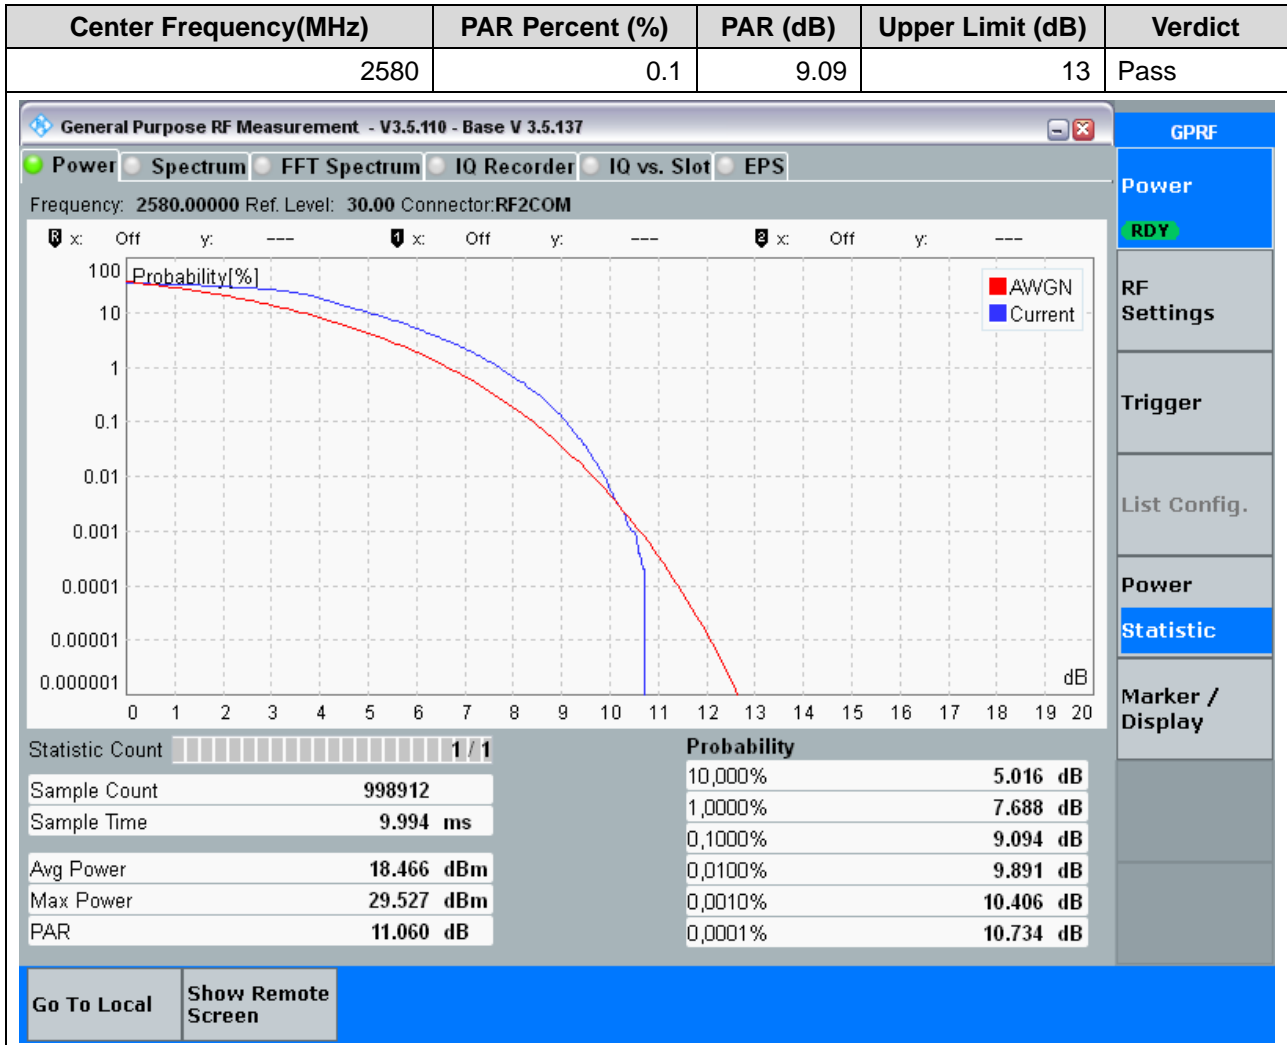 Center Frequency(MHz) PAR Percent (%) PAR (dB) Upper Limit (dB) Verdict
2580 0.1 9.09 13 Pass
General Purpose RF Measurement - V3.5.110 - Base V 3.5.137
GPRF
Power Spectrum FFT Spectrum IQ Recorder IQ vs. Slot EPS
Frequency: 2580.00000 Ref. Level: 30.00 Connector:RF2COM
R x: Off y: --- 1 x: Off y: --- 2 x: Off y: ---
Probability[%]
AWGN
Current
100
10
1
0.1
0.01
0.001
0.0001
0.00001
0.000001
dB
0 1 2 3 4 5 6 7 8 9 10 11 12 13 14 15 16 17 18 19 20
Statistic Count 1 / 1
Sample Count 998912
Sample Time 9.994 ms
Avg Power 18.466 dBm
Max Power 29.527 dBm
PAR 11.060 dB
Probability
10,000% 5.016 dB
1,0000% 7.688 dB
0,1000% 9.094 dB
0,0100% 9.891 dB
0,0010% 10.406 dB
0,0001% 10.734 dB
Power
RDY
RF
Settings
Trigger
List Config.
Power
Statistic
Marker /
Display
Go To Local
Show Remote
Screen